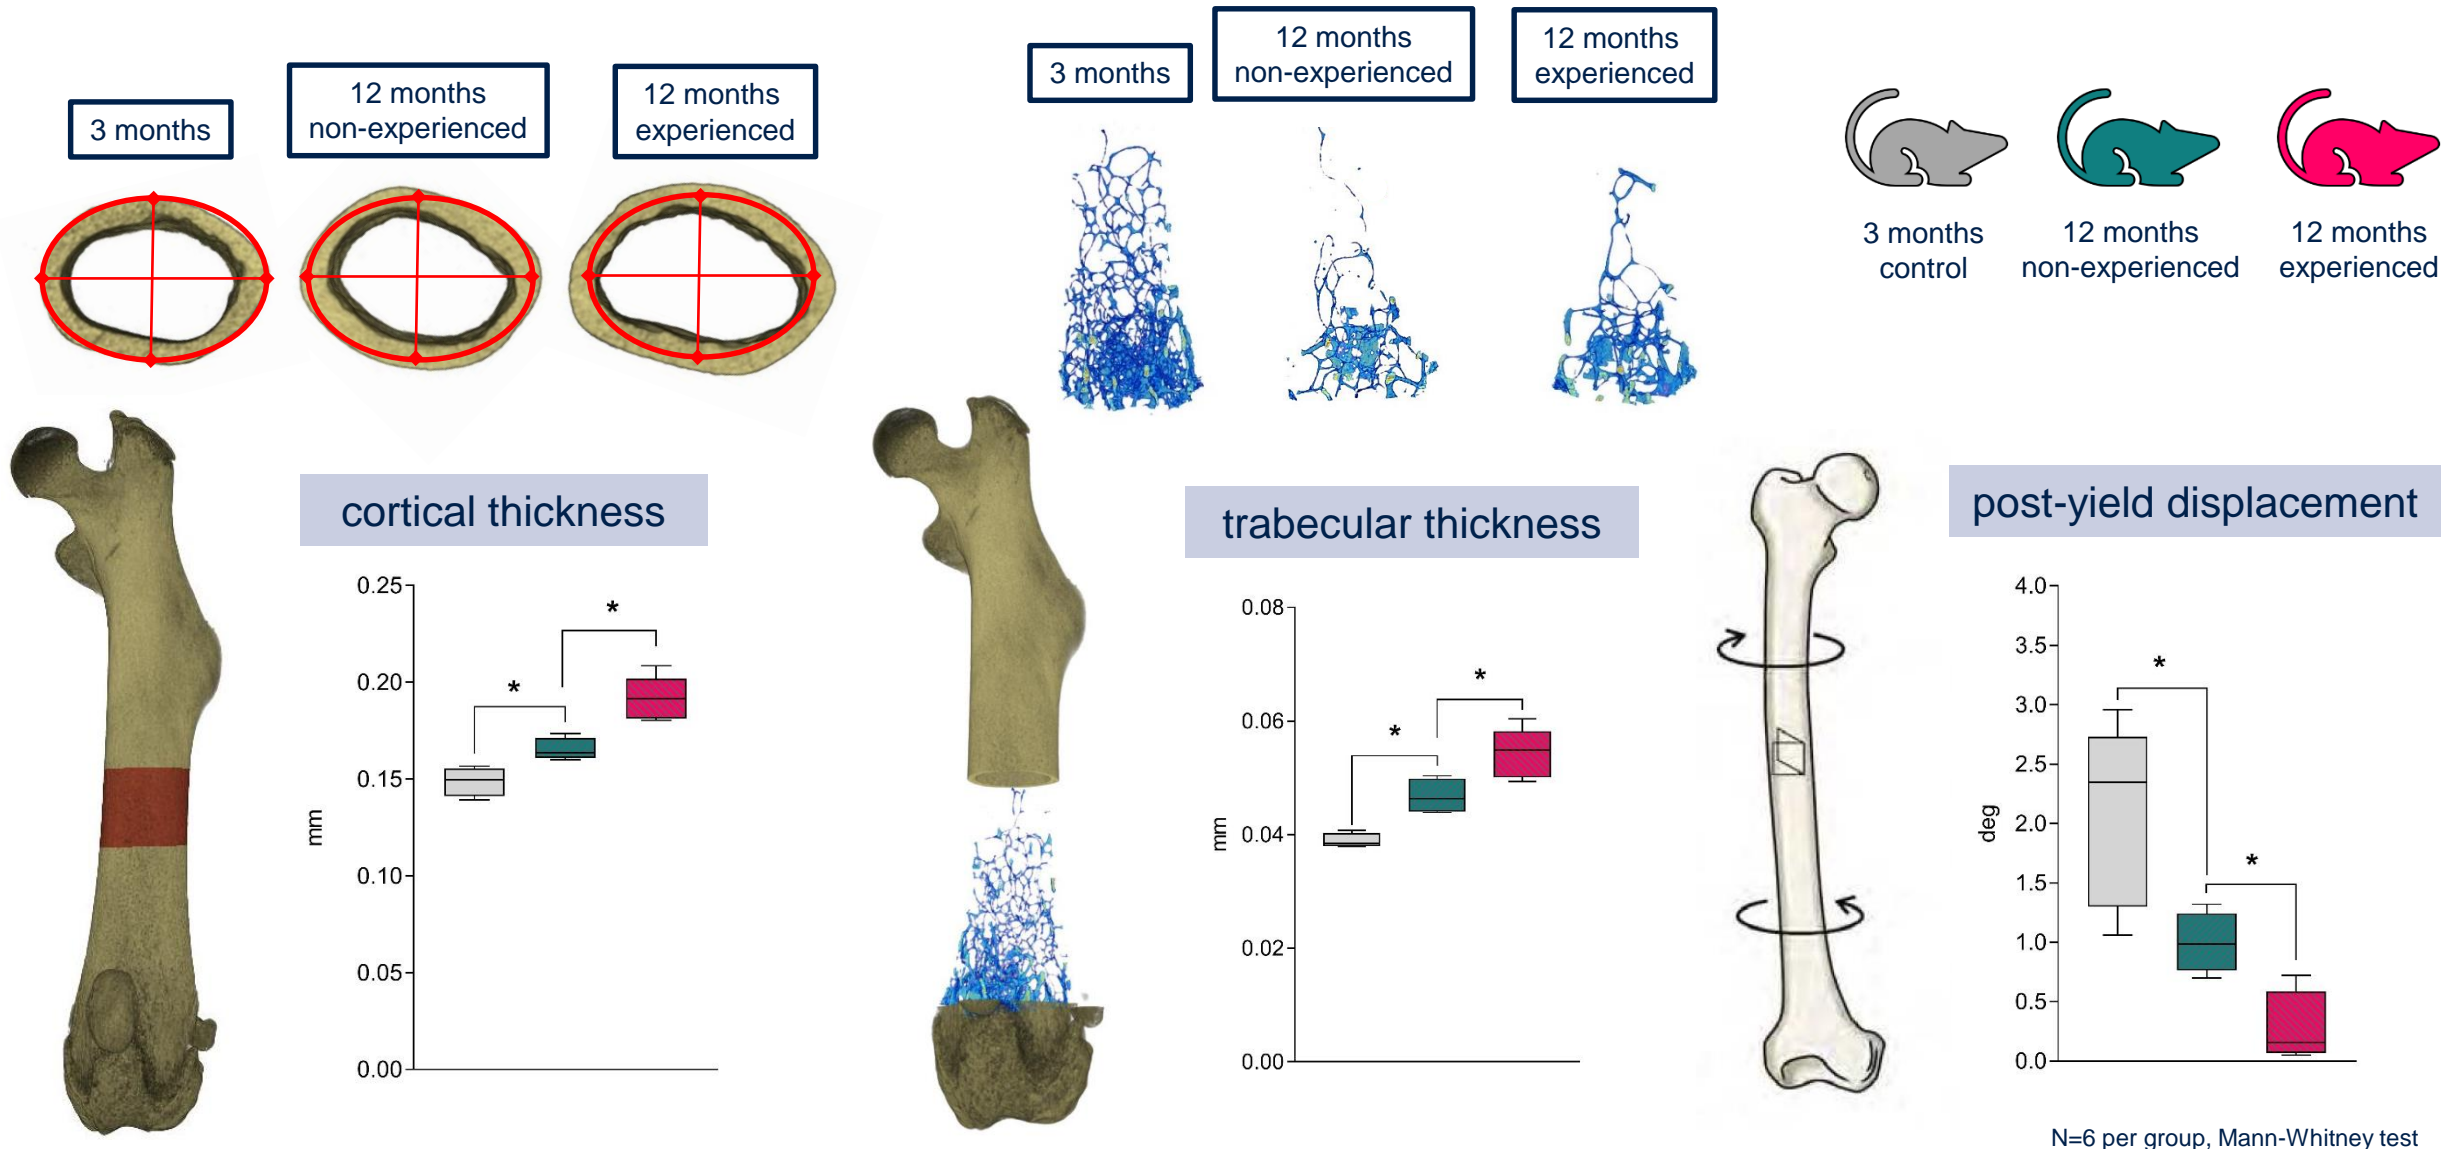 3 months
12 months
non-experienced
12 months
experienced
3 months
12 months
non-experienced
12 months
experienced
3 months
control
12 months
non-experienced
12 months
experienced
cortical thickness
0.25
0.20
0.15
0.10
0.05
0.00
mm
*
*
trabecular thickness
0.08
0.06
0.04
0.02
0.00
mm
*
*
post-yield displacement
4.0
3.5
3.0
2.5
2.0
1.5
1.0
0.5
0.0
deg
*
*
N=6 per group, Mann-Whitney test